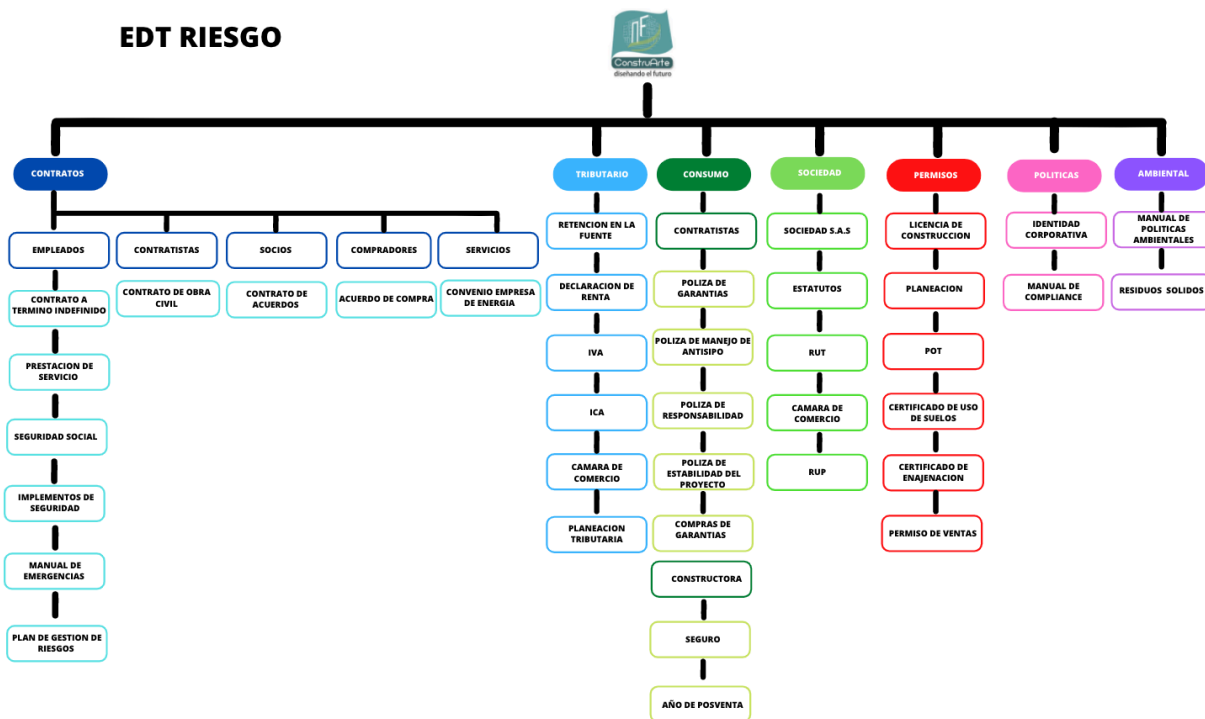 EDT RIESGO
NF
ConstruArte
diseñando el futuro
CONTRATOS
TRIBUTARIO
CONSUMO
SOCIEDAD
PERMISOS
POLITICAS
AMBIENTAL
EMPLEADOS
CONTRATISTAS
SOCIOS
COMPRADORES
SERVICIOS
CONTRATO A
TERMINO INDEFINIDO
PRESTACION DE
SERVICIO
SEGURIDAD SOCIAL
IMPLEMENTOS DE
SEGURIDAD
MANUAL DE
EMERGENCIAS
PLAN DE GESTION DE
RIESGOS
CONTRATO DE OBRA
CIVIL
CONTRATO DE
ACUERDOS
ACUERDO DE COMPRA
CONVENIO EMPRESA
DE ENERGIA
RETENCION EN LA
FUENTE
DECLARACION DE
RENTA
IVA
ICA
CAMARA DE
COMERCIO
PLANEACION
TRIBUTARIA
CONTRATISTAS
POLIZA DE
GARANTIAS
POLIZA DE MANEJO DE
ANTISIPO
POLIZA DE
RESPONSABILIDAD
POLIZA DE
ESTABILIDAD DEL
PROYECTO
COMPRAS DE
GARANTIAS
CONSTRUCTORA
SEGURO
AÑO DE POSVENTA
SOCIEDAD S.A.S
ESTATUTOS
RUT
CAMARA DE
COMERCIO
RUP
LICENCIA DE
CONSTRUCCION
PLANEACION
POT
CERTIFICADO DE USO
DE SUELOS
CERTIFICADO DE
ENAJENACION
PERMISO DE VENTAS
IDENTIDAD
CORPORATIVA
MANUAL DE
COMPLIANCE
MANUAL DE
POLITICAS
AMBIENTALES
RESIDUOS SOLIDOS